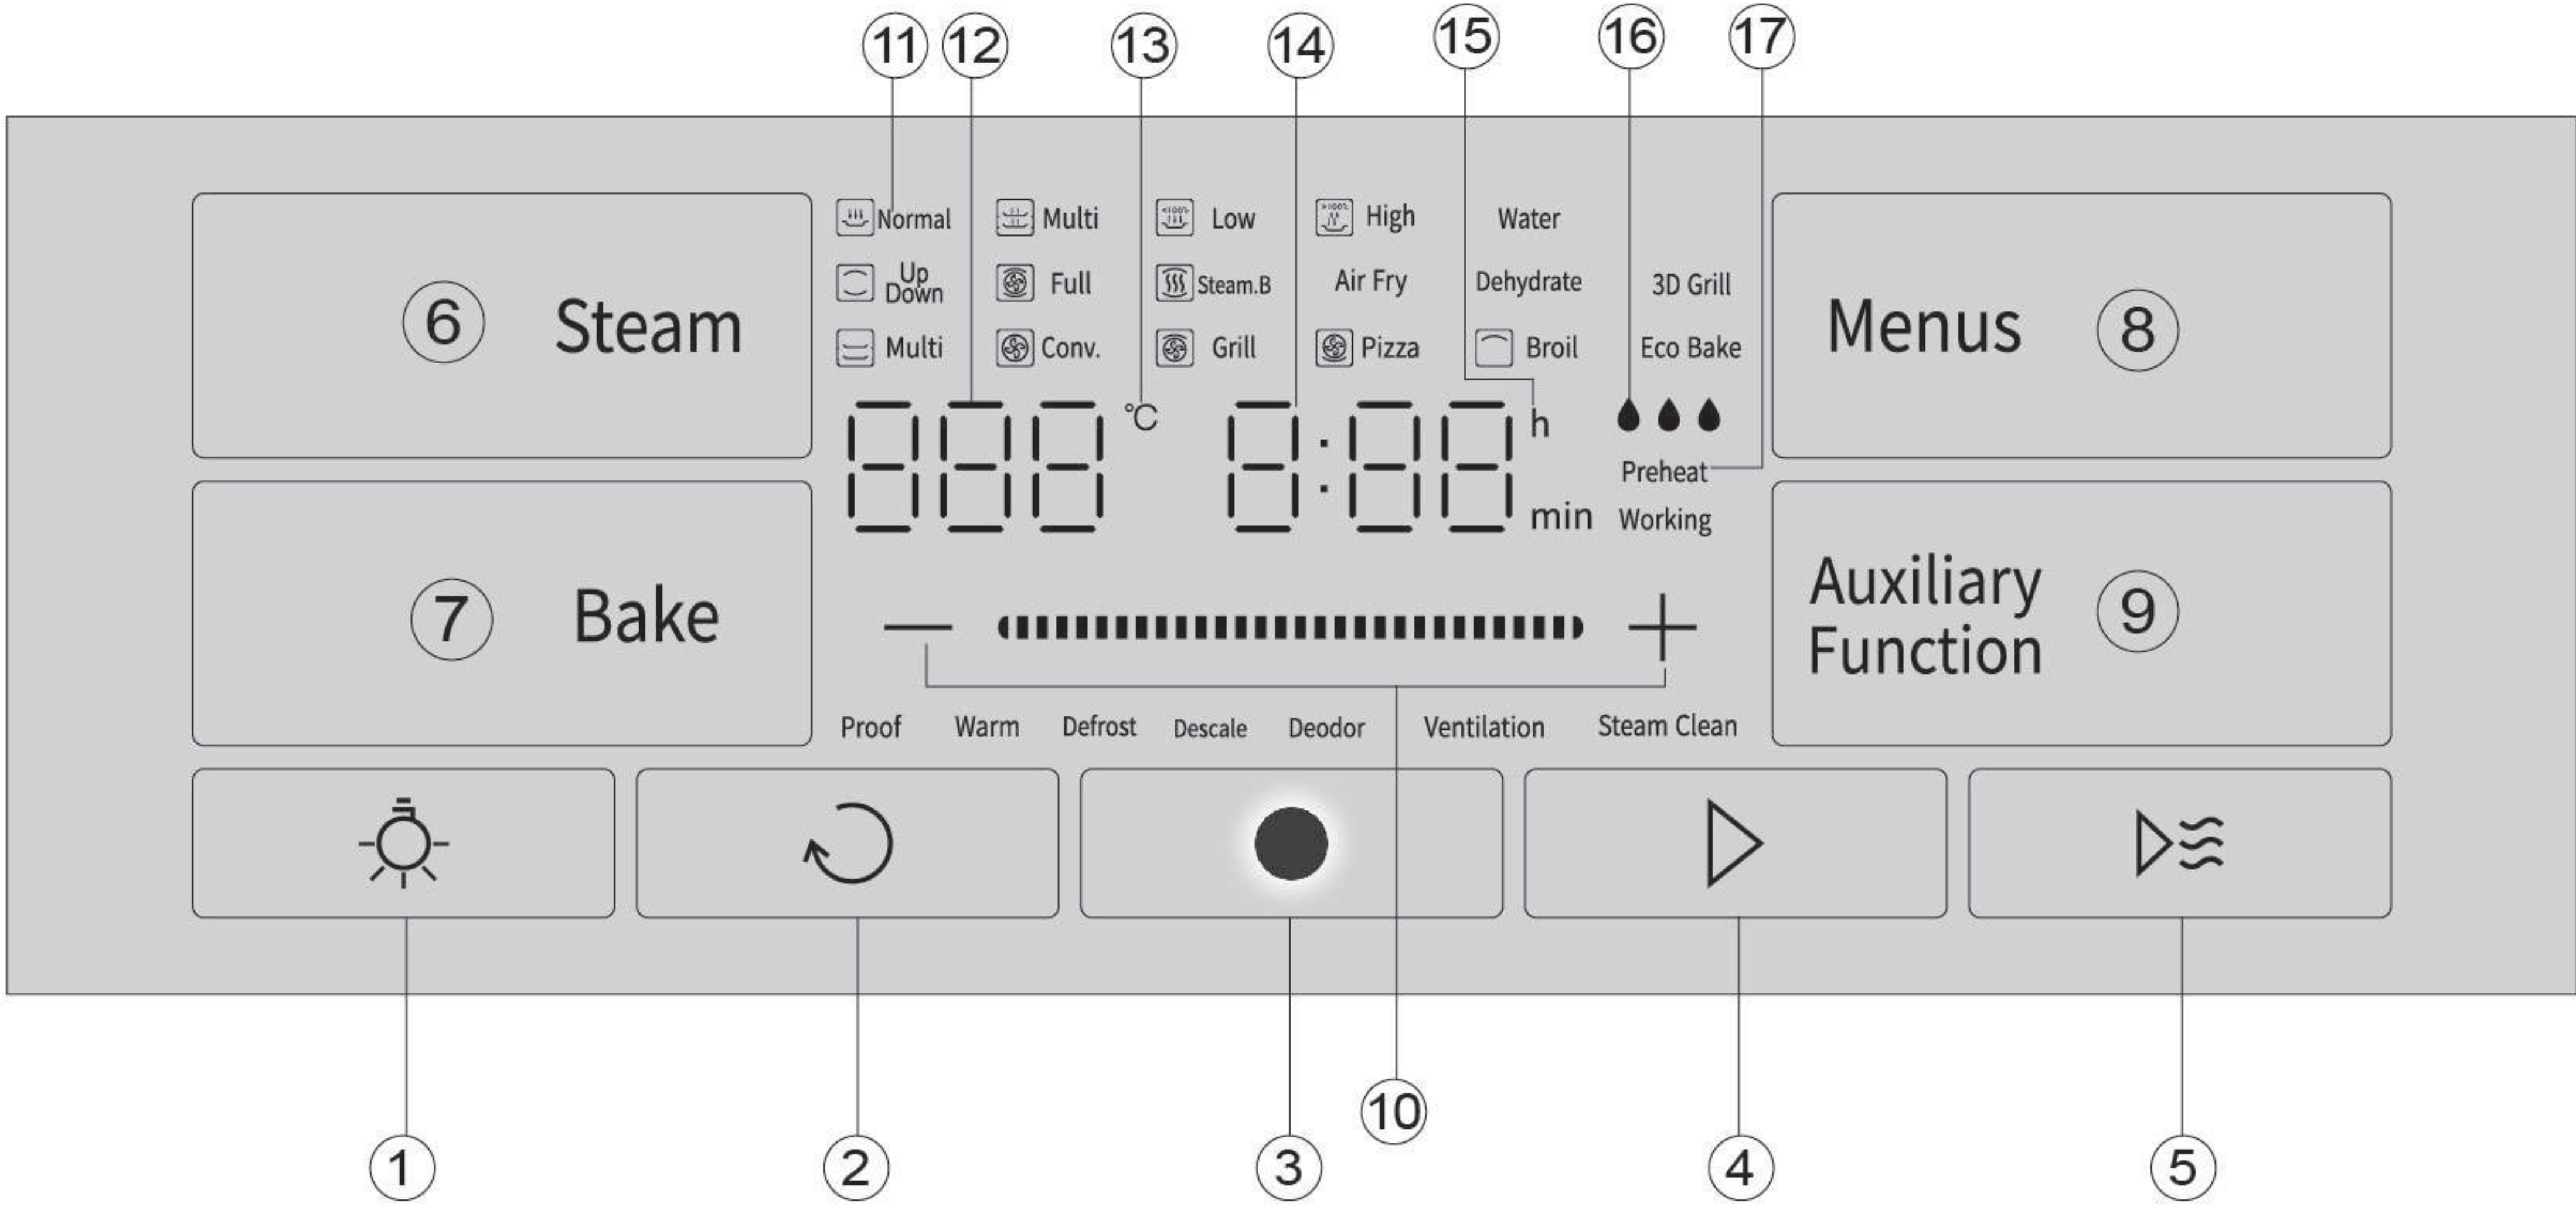 11 12 13 14 15 16 17
Normal Multi Low High Water
Up
Down Full Steam.B Air Fry Dehydrate 3D Grill
Multi Conv. Grill Pizza Broil Eco Bake
6 Steam
Menus 8
888 °C 8:88 h
min
Preheat
Working
7 Bake
Auxiliary
Function 9
Proof Warm Defrost Descale Deodor Ventilation Steam Clean
10
1 2 3 4 5